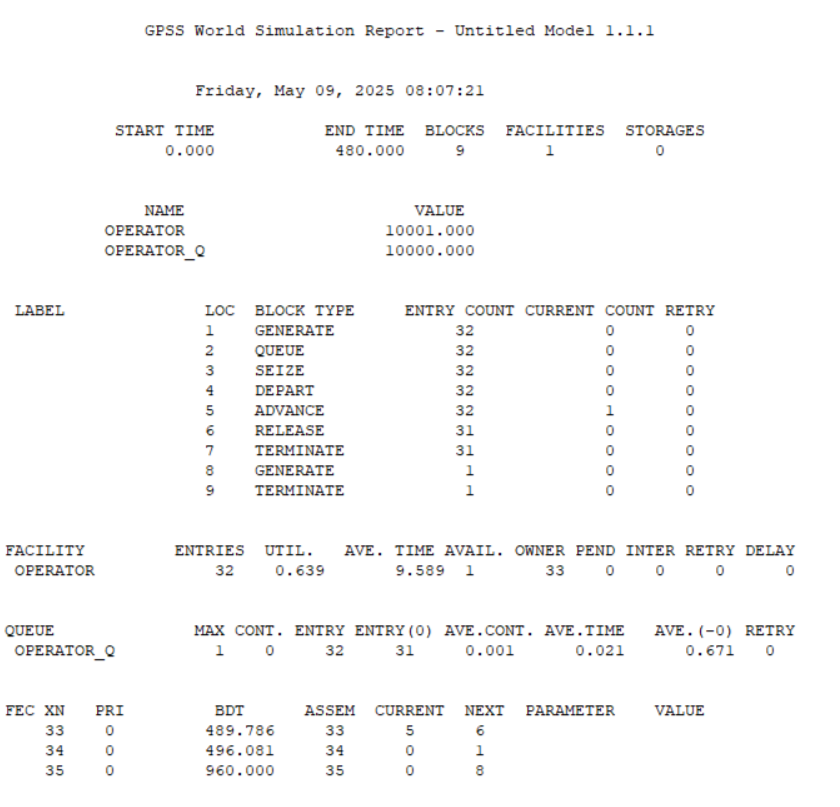 GPSS World Simulation Report - Untitled Model 1.1.1
Friday, May 09, 2025 08:07:21
START TIME END TIME BLOCKS FACILITIES STORAGES
0.000 480.000 9 1 0
NAME VALUE
OPERATOR 10001.000
OPERATOR_Q 10000.000
LABEL LOC BLOCK TYPE ENTRY COUNT CURRENT COUNT RETRY
1 GENERATE 32 0 0
2 QUEUE 32 0 0
3 SEIZE 32 0 0
4 DEPART 32 0 0
5 ADVANCE 32 1 0
6 RELEASE 31 0 0
7 TERMINATE 31 0 0
8 GENERATE 1 0 0
9 TERMINATE 1 0 0
FACILITY ENTRIES UTIL. AVE. TIME AVAIL. OWNER PEND INTER RETRY DELAY
OPERATOR 32 0.639 9.589 1 33 0 0 0 0
QUEUE MAX CONT. ENTRY ENTRY(0) AVE.CONT. AVE.TIME AVE.(-0) RETRY
OPERATOR_Q 1 0 32 31 0.001 0.021 0.671 0
FEC XN PRI BDT ASSEM CURRENT NEXT PARAMETER VALUE
33 0 489.786 33 5 6
34 0 496.081 34 0 1
35 0 960.000 35 0 8